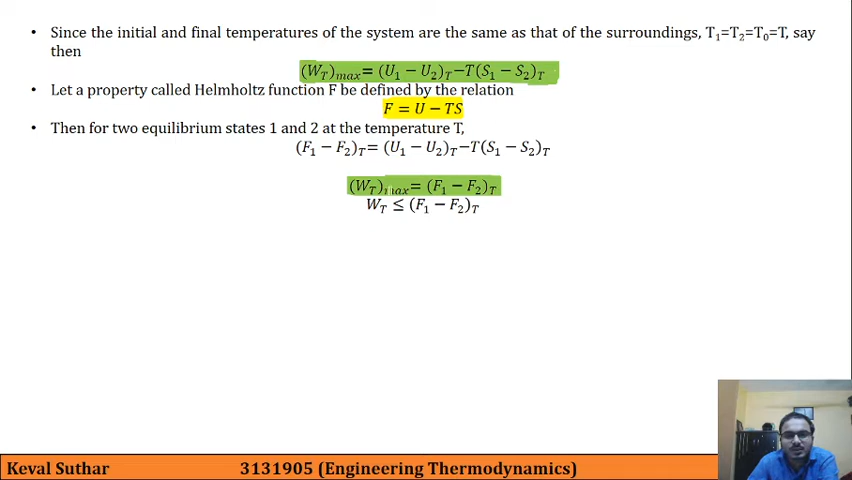 • Since the initial and final temperatures of the system are the same as that of the surroundings, T₁=T₂=T₀=T, say
then
(W_T)_max= (U₁ − U₂)_T−T(S₁ − S₂)_T
• Let a property called Helmholtz function F be defined by the relation
F = U − TS
• Then for two equilibrium states 1 and 2 at the temperature T,
(F₁ − F₂)_T= (U₁ − U₂)_T−T(S₁ − S₂)_T
(W_T)_max= (F₁ − F₂)_T
W_T ≤ (F₁ − F₂)_T
Keval Suthar 3131905 (Engineering Thermodynamics)